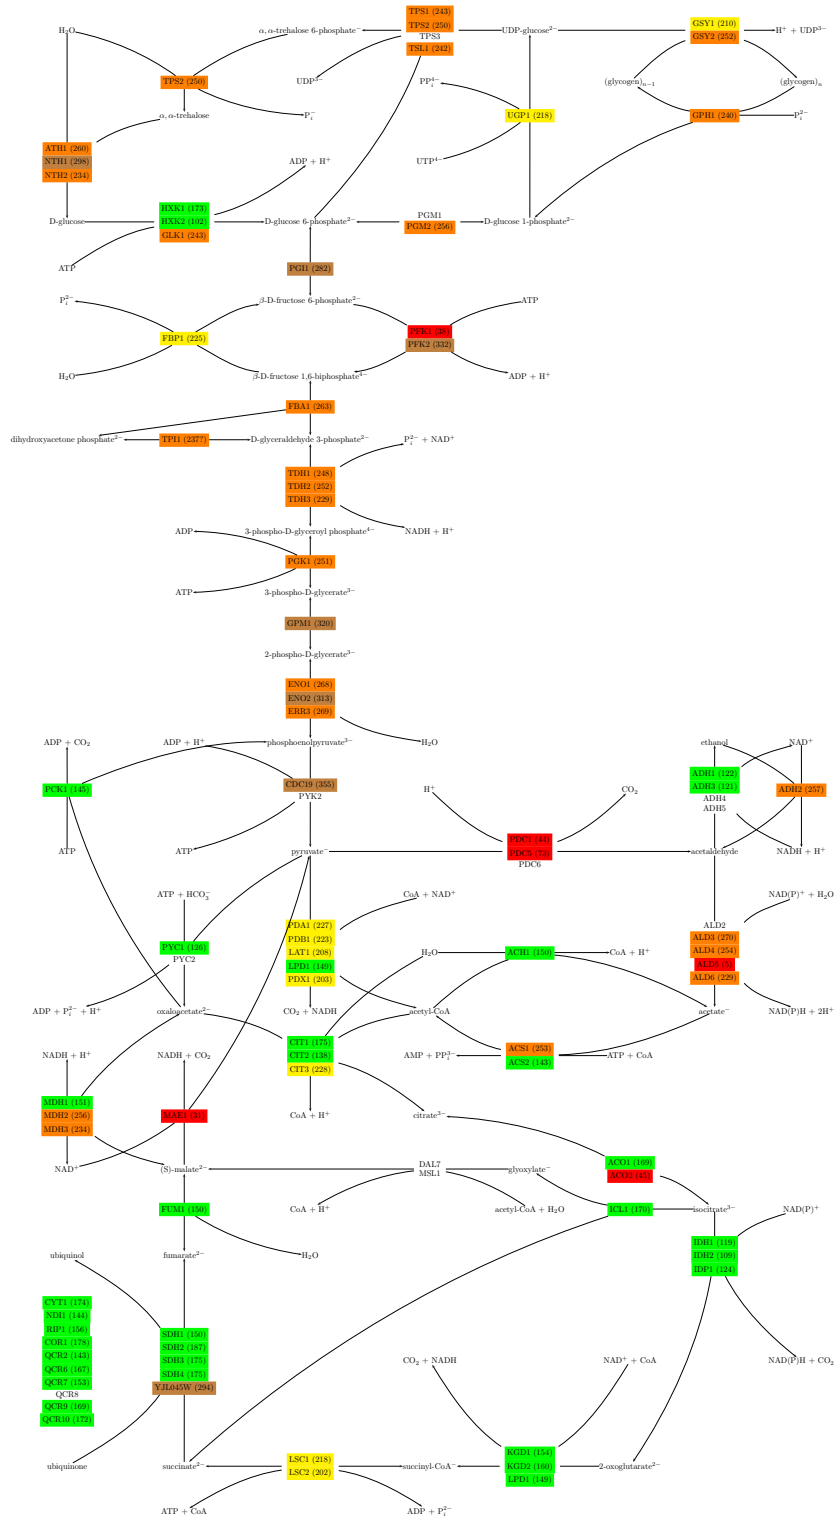 TPS1 (243)
TPS2 (250)
TPS3
TSL1 (242)
H₂O
α, α-trehalose 6-phosphate⁻
UDP-glucose²⁻
GSY1 (210)
GSY2 (252)
H⁺ + UDP³⁻
TPS2 (250)
UDP³⁻
PPᵢ⁴⁻
(glycogen)ₙ₋₁
(glycogen)ₙ
α, α-trehalose
Pᵢ⁻
UGP1 (218)
GPH1 (240)
Pᵢ²⁻
ATH1 (260)
NTH1 (298)
NTH2 (234)
ADP + H⁺
UTP⁴⁻
D-glucose
HXK1 (173)
HXK2 (102)
GLK1 (243)
D-glucose 6-phosphate²⁻
PGM1
PGM2 (256)
D-glucose 1-phosphate²⁻
ATP
PGI1 (282)
Pᵢ²⁻
β-D-fructose 6-phosphate²⁻
ATP
FBP1 (225)
PFK1 (38)
PFK2 (332)
H₂O
β-D-fructose 1,6-biphosphate⁴⁻
ADP + H⁺
FBA1 (263)
dihydroxyacetone phosphate²⁻
TPI1 (237?)
D-glyceraldehyde 3-phosphate²⁻
Pᵢ²⁻ + NAD⁺
TDH1 (248)
TDH2 (252)
TDH3 (229)
ADP
3-phospho-D-glyceroyl phosphate⁴⁻
NADH + H⁺
PGK1 (251)
ATP
3-phospho-D-glycerate³⁻
GPM1 (320)
2-phospho-D-glycerate³⁻
ENO1 (268)
ENO2 (313)
ERR3 (269)
ADP + CO₂
ADP + H⁺
phosphoenolpyruvate³⁻
H₂O
ethanol
NAD⁺
PCK1 (145)
CDC19 (355)
PYK2
H⁺
CO₂
ADH1 (122)
ADH3 (121)
ADH4
ADH5
ADH2 (257)
ATP
ATP
pyruvate⁻
PDC1 (44)
PDC5 (73)
PDC6
acetaldehyde
NADH + H⁺
ATP + HCO₃⁻
CoA + NAD⁺
NAD(P)⁺ + H₂O
PYC1 (126)
PYC2
PDA1 (227)
PDB1 (223)
LAT1 (208)
LPD1 (149)
PDX1 (203)
H₂O
ACH1 (150)
CoA + H⁺
ALD2
ALD3 (270)
ALD4 (254)
ALD5 (5)
ALD6 (229)
ADP + Pᵢ²⁻ + H⁺
oxaloacetate²⁻
CO₂ + NADH
acetyl-CoA
acetate⁻
NAD(P)H + 2H⁺
NADH + H⁺
NADH + CO₂
CIT1 (175)
CIT2 (138)
CIT3 (228)
AMP + PPᵢ³⁻
ACS1 (253)
ACS2 (143)
ATP + CoA
MDH1 (151)
MDH2 (256)
MDH3 (234)
MAE1 (31)
CoA + H⁺
citrate³⁻
NAD⁺
(S)-malate²⁻
DAL7
MSL1
glyoxylate⁻
ACO1 (169)
ACO2 (45)
FUM1 (150)
CoA + H⁺
acetyl-CoA + H₂O
ICL1 (170)
isocitrate³⁻
NAD(P)⁺
ubiquinol
fumarate²⁻
H₂O
IDH1 (119)
IDH2 (109)
IDP1 (124)
CYT1 (174)
NDI1 (144)
RIP1 (156)
COR1 (178)
QCR2 (143)
QCR6 (167)
QCR7 (153)
QCR8
QCR9 (169)
QCR10 (172)
SDH1 (150)
SDH2 (187)
SDH3 (175)
SDH4 (175)
YJL045W (294)
CO₂ + NADH
NAD⁺ + CoA
NAD(P)H + CO₂
ubiquinone
succinate²⁻
LSC1 (218)
LSC2 (202)
succinyl-CoA⁻
KGD1 (154)
KGD2 (160)
LPD1 (149)
2-oxoglutarate²⁻
ATP + CoA
ADP + Pᵢ²⁻